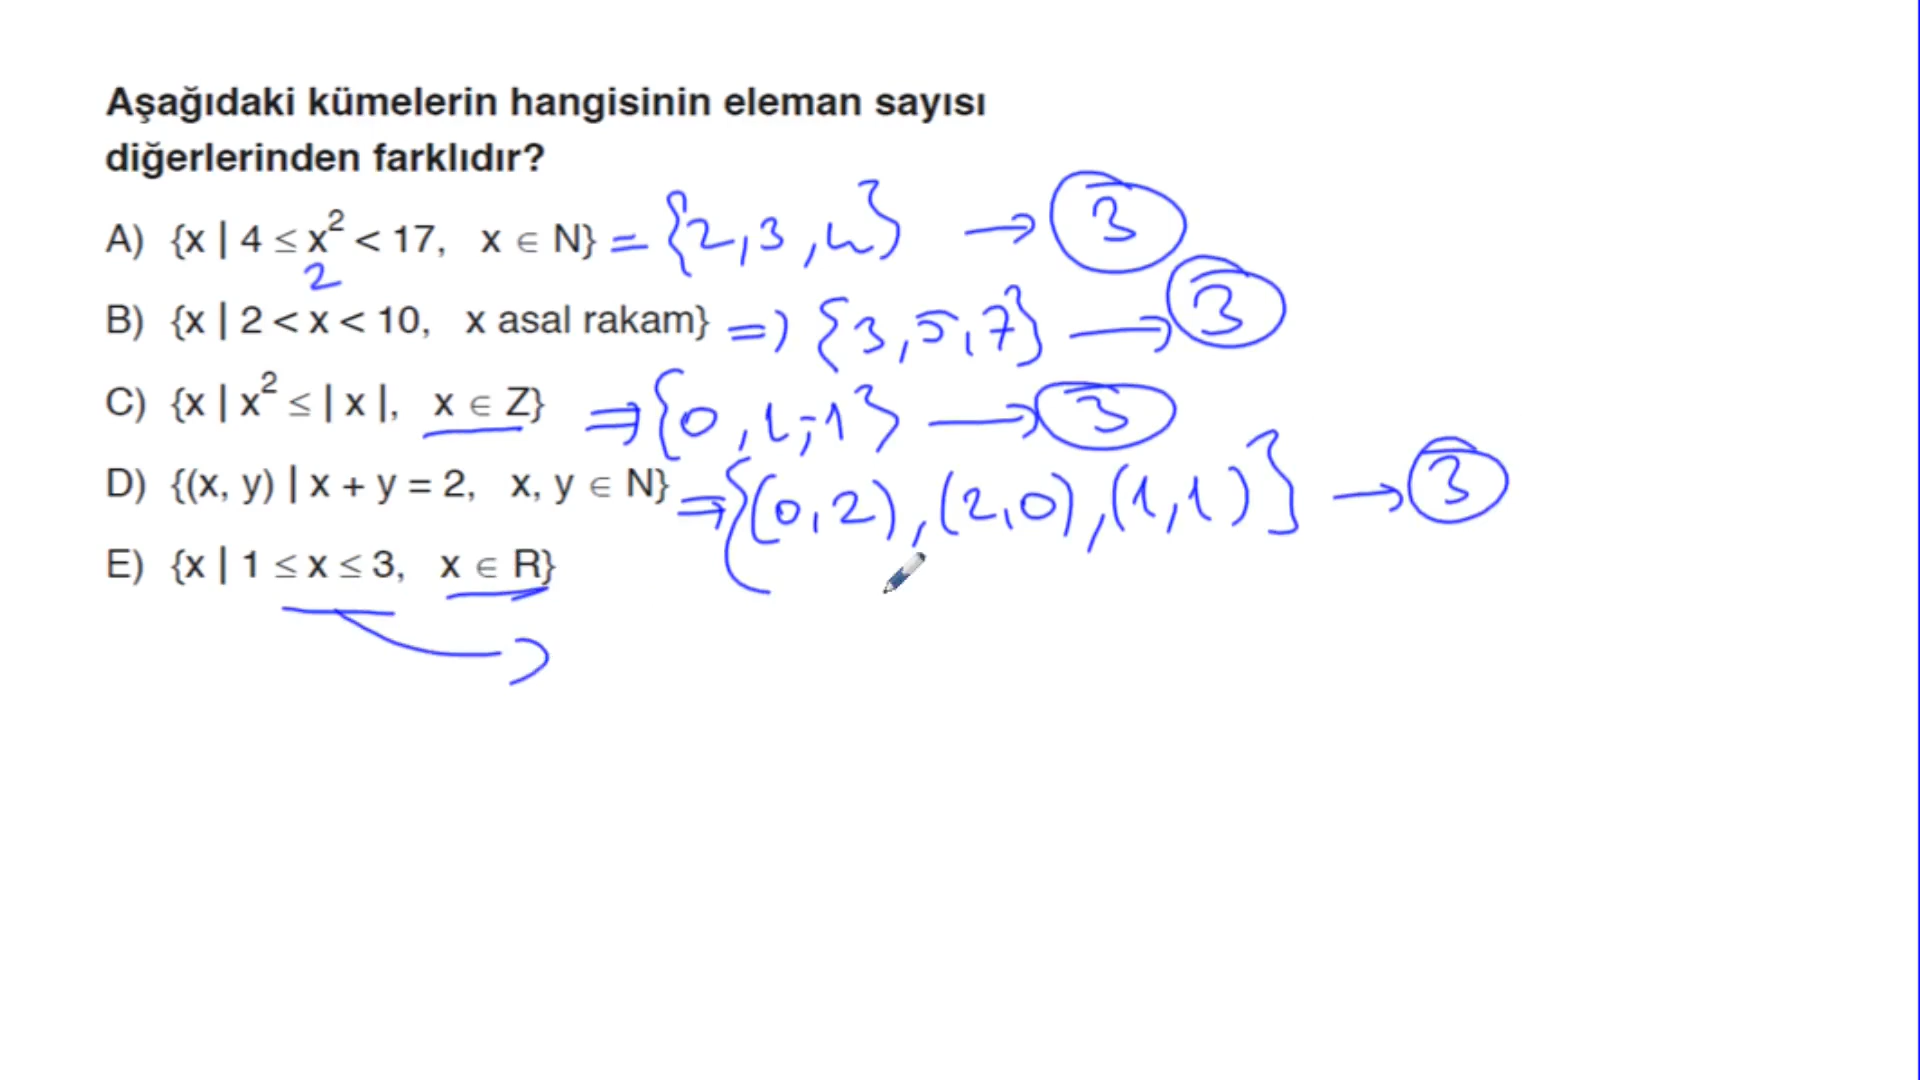 Aşağıdaki kümelerin hangisinin eleman sayısı
diğerlerinden farklıdır?
A) {x | 4 ≤ x² < 17, x ∈ N} = {2,3,4} → 3
2
B) {x | 2 < x < 10, x asal rakam} ⇒ {3,5,7} → 3
C) {x | x² ≤ | x |, x ∈ Z} ⇒ {0,1,-1} → 3
D) {(x, y) | x + y = 2, x, y ∈ N} ⇒ {(0,2),(2,0),(1,1)} → 3
E) {x | 1 ≤ x ≤ 3, x ∈ R}